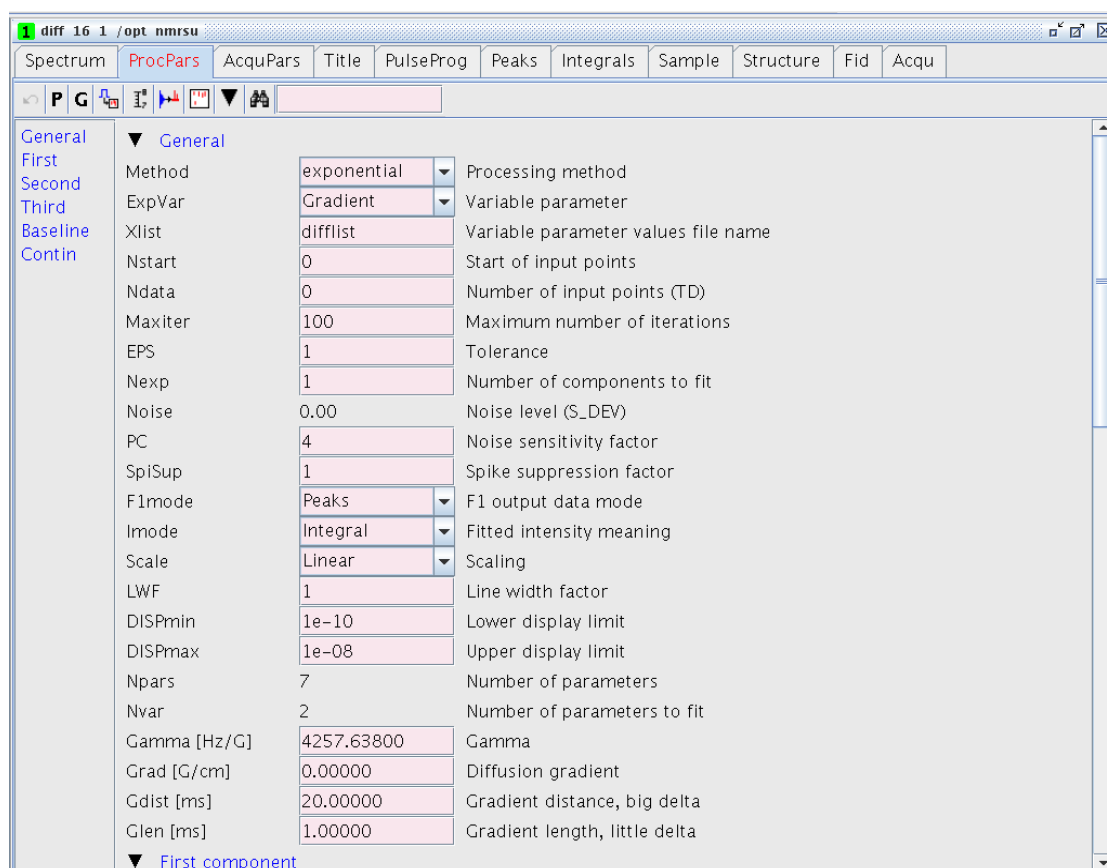 1 diff 16 1 /opt nmrsu
Spectrum ProcPars AcquPars Title PulseProg Peaks Integrals Sample Structure Fid Acqu
P G
General
First
Second
Third
Baseline
Contin
▼ General
Method exponential Processing method
ExpVar Gradient Variable parameter
Xlist difflist Variable parameter values file name
Nstart 0 Start of input points
Ndata 0 Number of input points (TD)
Maxiter 100 Maximum number of iterations
EPS 1 Tolerance
Nexp 1 Number of components to fit
Noise 0.00 Noise level (S_DEV)
PC 4 Noise sensitivity factor
SpiSup 1 Spike suppression factor
F1mode Peaks F1 output data mode
Imode Integral Fitted intensity meaning
Scale Linear Scaling
LWF 1 Line width factor
DISPmin 1e-10 Lower display limit
DISPmax 1e-08 Upper display limit
Npars 7 Number of parameters
Nvar 2 Number of parameters to fit
Gamma [Hz/G] 4257.63800 Gamma
Grad [G/cm] 0.00000 Diffusion gradient
Gdist [ms] 20.00000 Gradient distance, big delta
Glen [ms] 1.00000 Gradient length, little delta
▼ First component